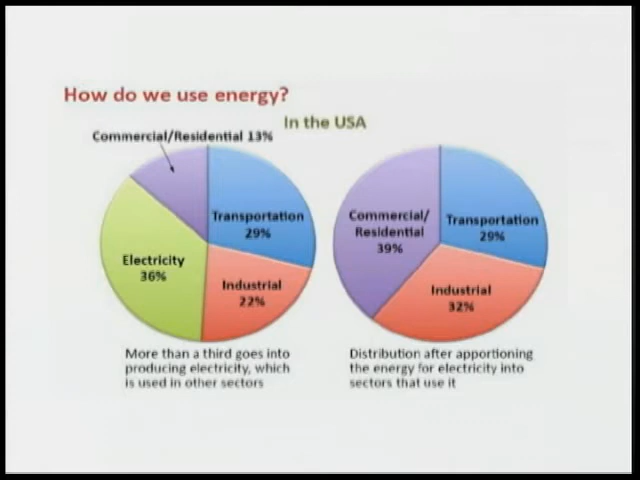 How do we use energy?
In the USA
Commercial/Residential 13%
Transportation
29%
Electricity
36%
Industrial
22%
More than a third goes into
producing electricity, which
is used in other sectors
Commercial/
Residential
39%
Transportation
29%
Industrial
32%
Distribution after apportioning
the energy for electricity into
sectors that use it